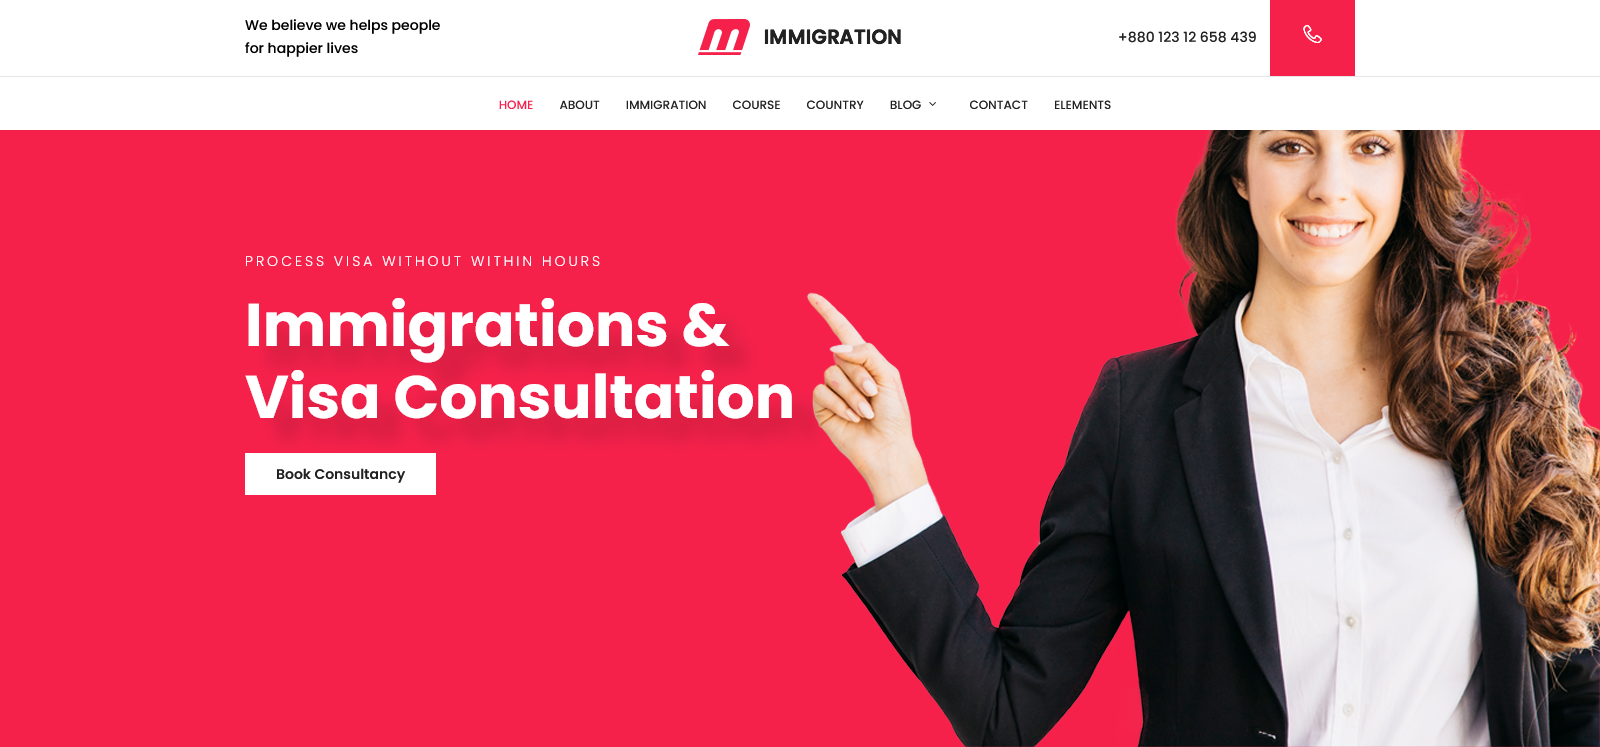 We believe we helps people
for happier lives
IMMIGRATION
+880 123 12 658 439
HOME ABOUT IMMIGRATION COURSE COUNTRY BLOG CONTACT ELEMENTS
PROCESS VISA WITHOUT WITHIN HOURS
Immigrations &
Visa Consultation
Book Consultancy